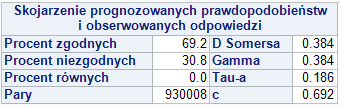 Skojarzenie prognozowanych prawdopodobieństw
i obserwowanych odpowiedzi
Procent zgodnych 69.2 D Somersa 0.384
Procent niezgodnych 30.8 Gamma 0.384
Procent równych 0.0 Tau-a 0.186
Pary 930008 c 0.692